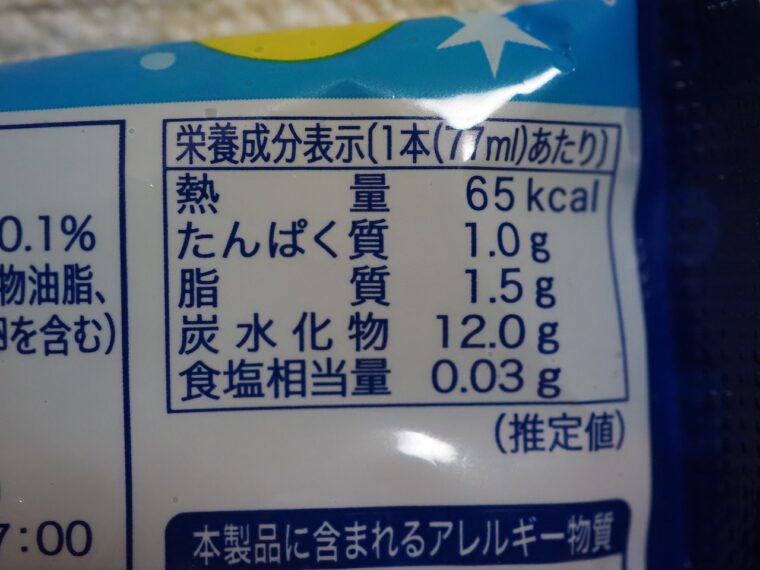 栄養成分表示(1本(77ml)あたり)
熱量 65kcal
たんぱく質 1.0g
脂質 1.5g
炭水化物 12.0g
食塩相当量 0.03g
(推定値)
0.1%
物油脂、
を含む)
7:00
本製品に含まれるアレルギー物質